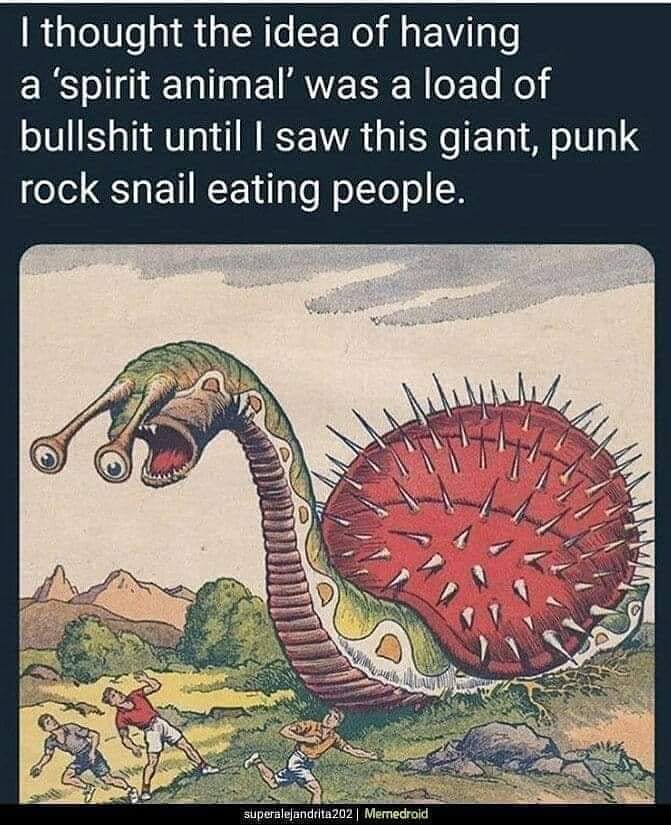 I thought the idea of having
a ‘spirit animal’ was a load of
bullshit until I saw this giant, punk
rock snail eating people.
superalejandrita202 | Memedroid